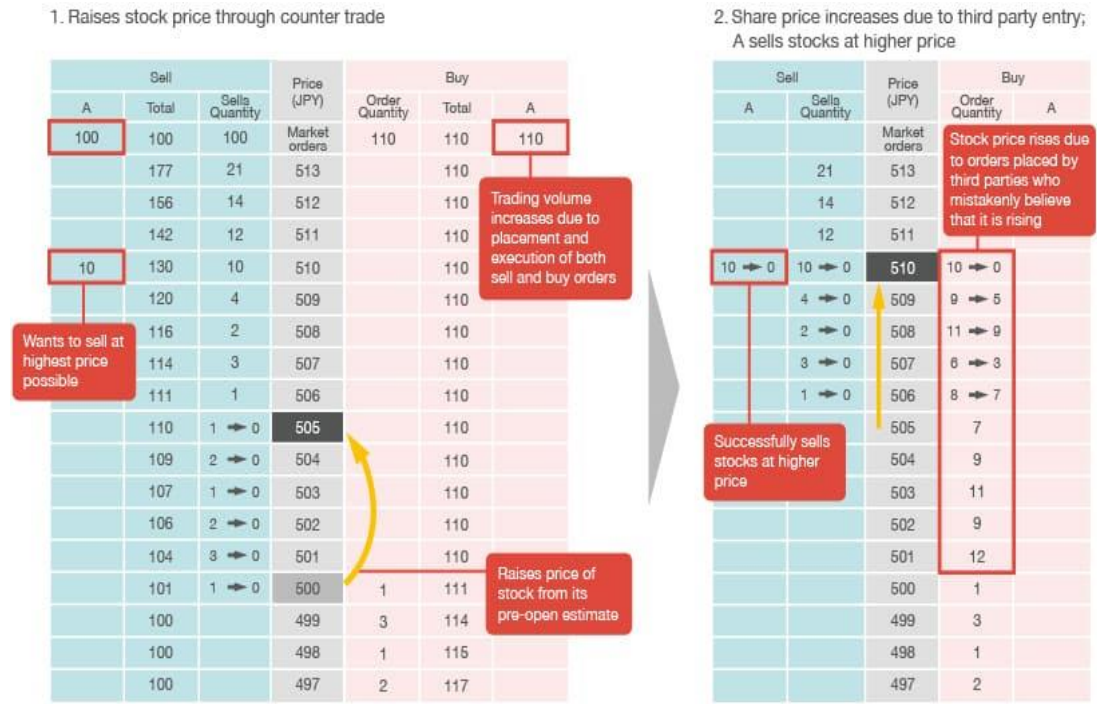 1. Raises stock price through counter trade
Sell
Price
(JPY)
Buy
A
Total
Sells
Quantity
Order
Quantity
Total
A
100 100 100 Market
orders 110 110 110
177 21 513 110
156 14 512 110
142 12 511 110
10 130 10 510 110
120 4 509 110
116 2 508 110
114 3 507 110
111 1 506 110
110 1 → 0 505 110
109 2 → 0 504 110
107 1 → 0 503 110
106 2 → 0 502 110
104 3 → 0 501 110
101 1 → 0 500 1 111
100 499 3 114
100 498 1 115
100 497 2 117
Wants to sell at
highest price
possible
Trading volume
increases due to
placement and
execution of both
sell and buy orders
Raises price of
stock from its
pre-open estimate
2. Share price increases due to third party entry;
A sells stocks at higher price
Sell
Price
(JPY)
Buy
A
Sells
Quantity
Order
Quantity
A
Market
orders
21 513
14 512
12 511
10 → 0 10 → 0 510 10 → 0
4 → 0 509 9 → 5
2 → 0 508 11 → 9
3 → 0 507 6 → 3
1 → 0 506 8 → 7
505 7
504 9
503 11
502 9
501 12
500 1
499 3
498 1
497 2
Stock price rises due
to orders placed by
third parties who
mistakenly believe
that it is rising
Successfully sells
stocks at higher
price